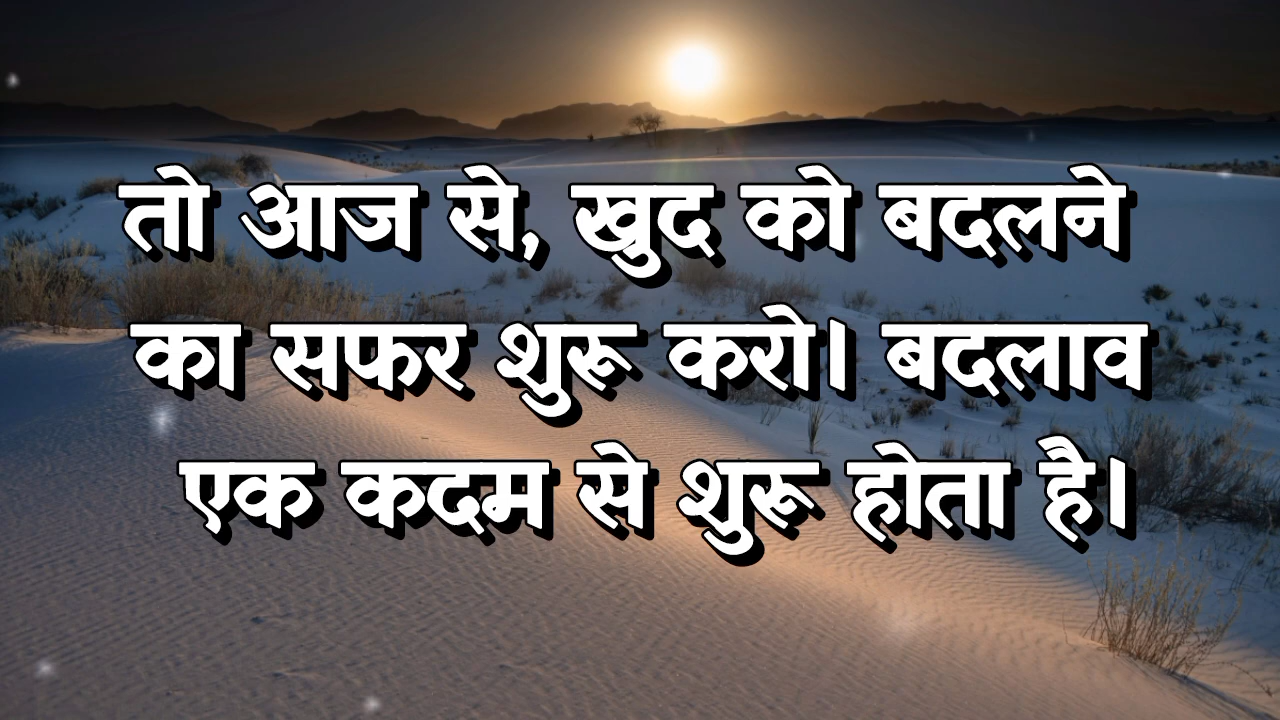 तो आज से, खुद को बदलने
का सफर शुरू करो। बदलाव
एक कदम से शुरू होता है।